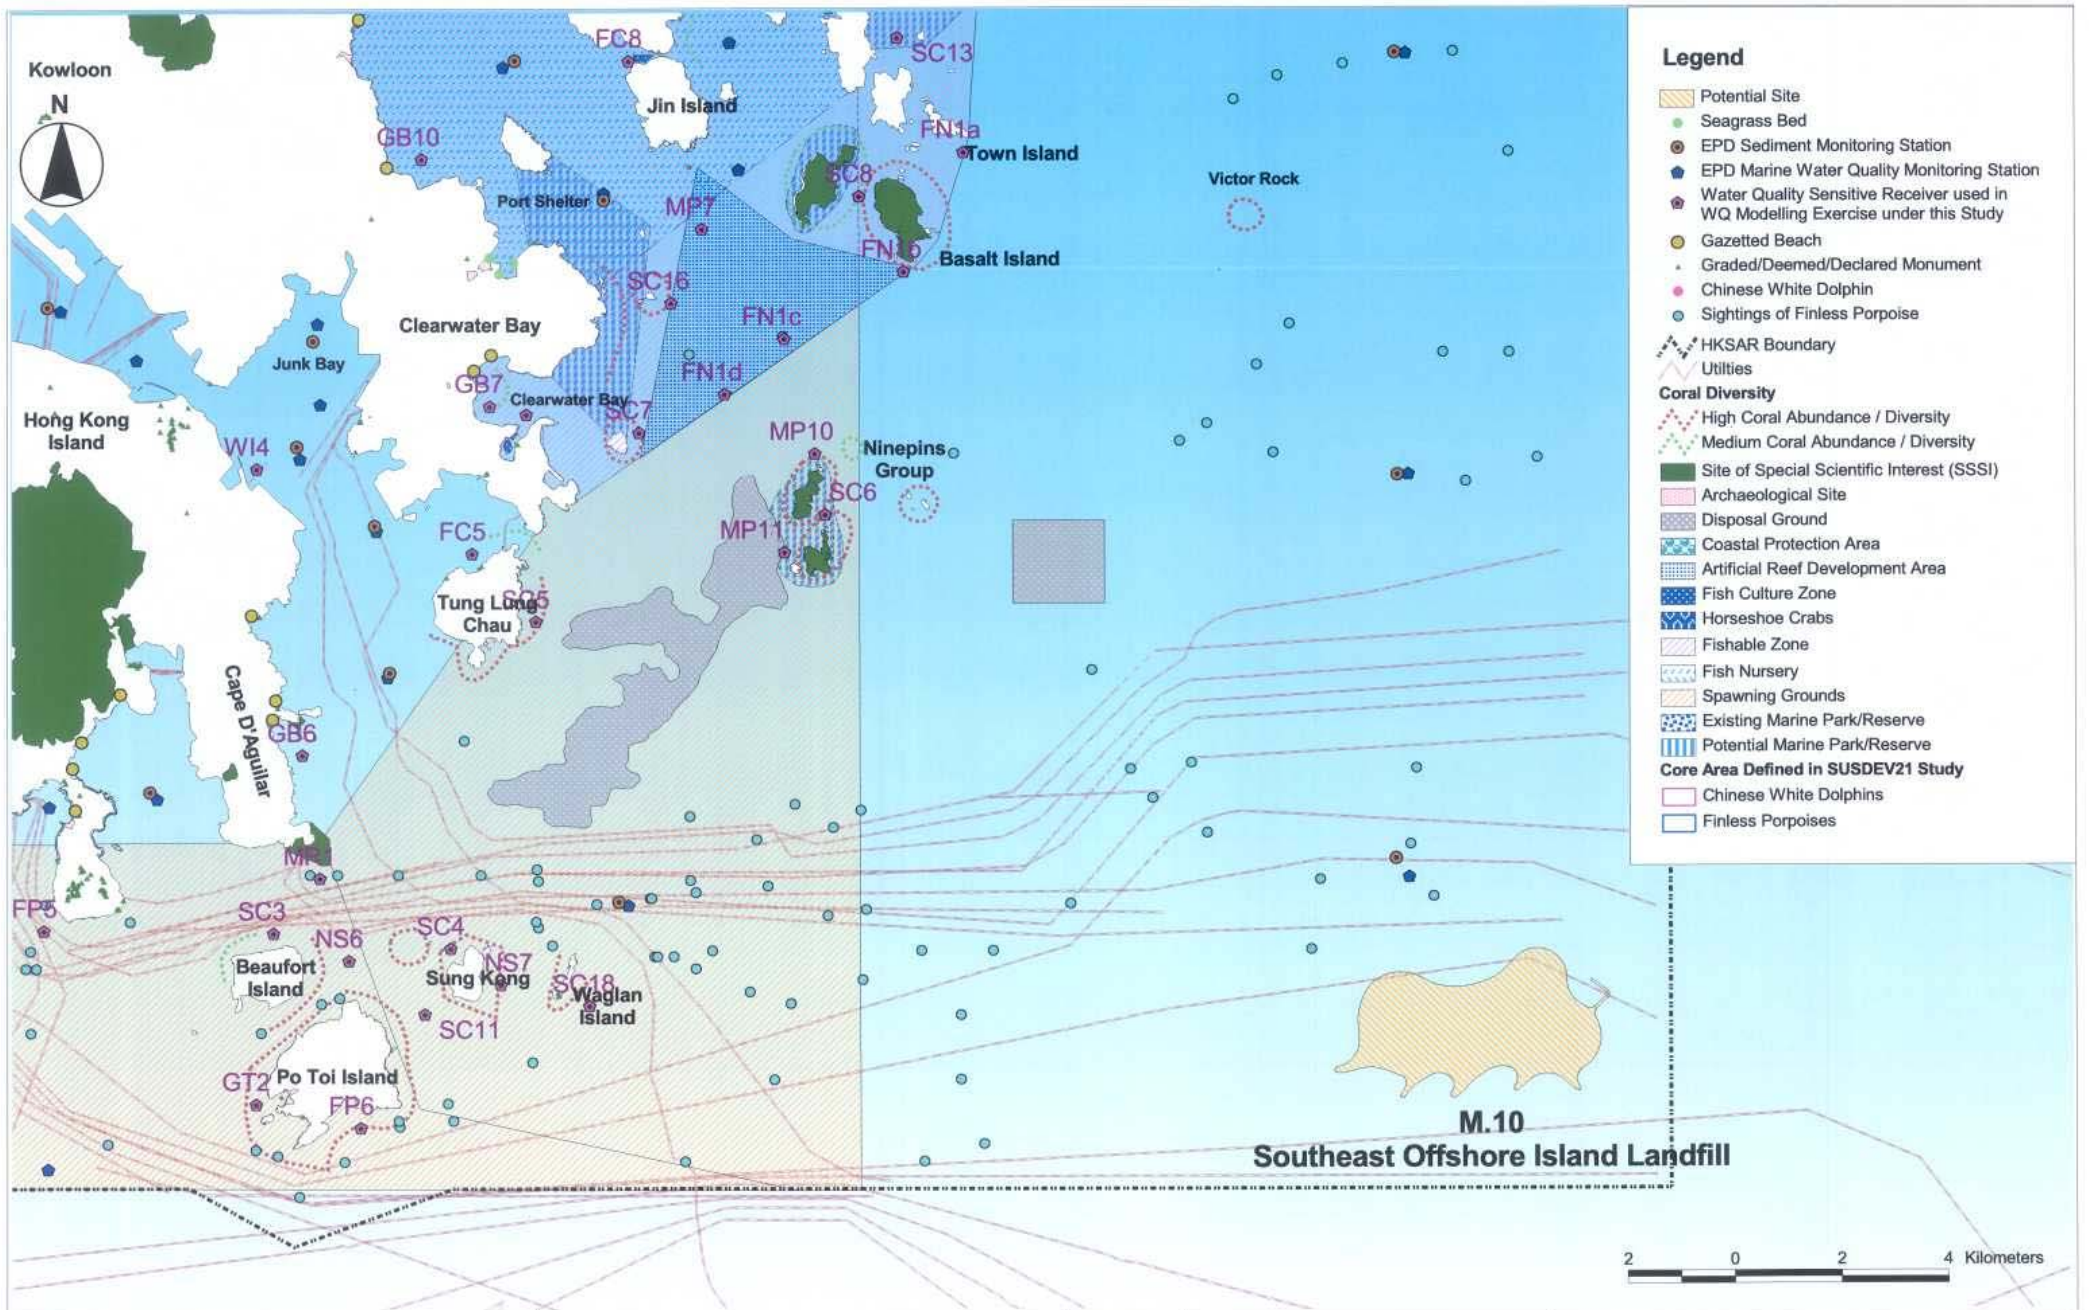 Kowloon
N
FC8
SC13
Jin Island
GB10
FN1a
Town Island
SC8
Port Shelter
MP7
Victor Rock
FN1b
Basalt Island
SC16
Clearwater Bay
FN1c
Junk Bay
FN1d
GB7
Clearwater Bay
SC7
Hong Kong
Island
WI4
MP10
Ninepins
Group
SC6
MP11
FC5
SC5
Tung Lung
Chau
Cape D'Aguilar
GB6
FP5
SC3
NS6
SC4
Beaufort
Island
Sung Kong
NS7
SC18
Waglan
Island
SC11
GT2
Po Toi Island
FP6
M.10
Southeast Offshore Island Landfill
Legend
Potential Site
Seagrass Bed
EPD Sediment Monitoring Station
EPD Marine Water Quality Monitoring Station
Water Quality Sensitive Receiver used in
WQ Modelling Exercise under this Study
Gazetted Beach
Graded/Deemed/Declared Monument
Chinese White Dolphin
Sightings of Finless Porpoise
HKSAR Boundary
Utilties
Coral Diversity
High Coral Abundance / Diversity
Medium Coral Abundance / Diversity
Site of Special Scientific Interest (SSSI)
Archaeological Site
Disposal Ground
Coastal Protection Area
Artificial Reef Development Area
Fish Culture Zone
Horseshoe Crabs
Fishable Zone
Fish Nursery
Spawning Grounds
Existing Marine Park/Reserve
Potential Marine Park/Reserve
Core Area Defined in SUSDEV21 Study
Chinese White Dolphins
Finless Porpoises
2 0 2 4 Kilometers